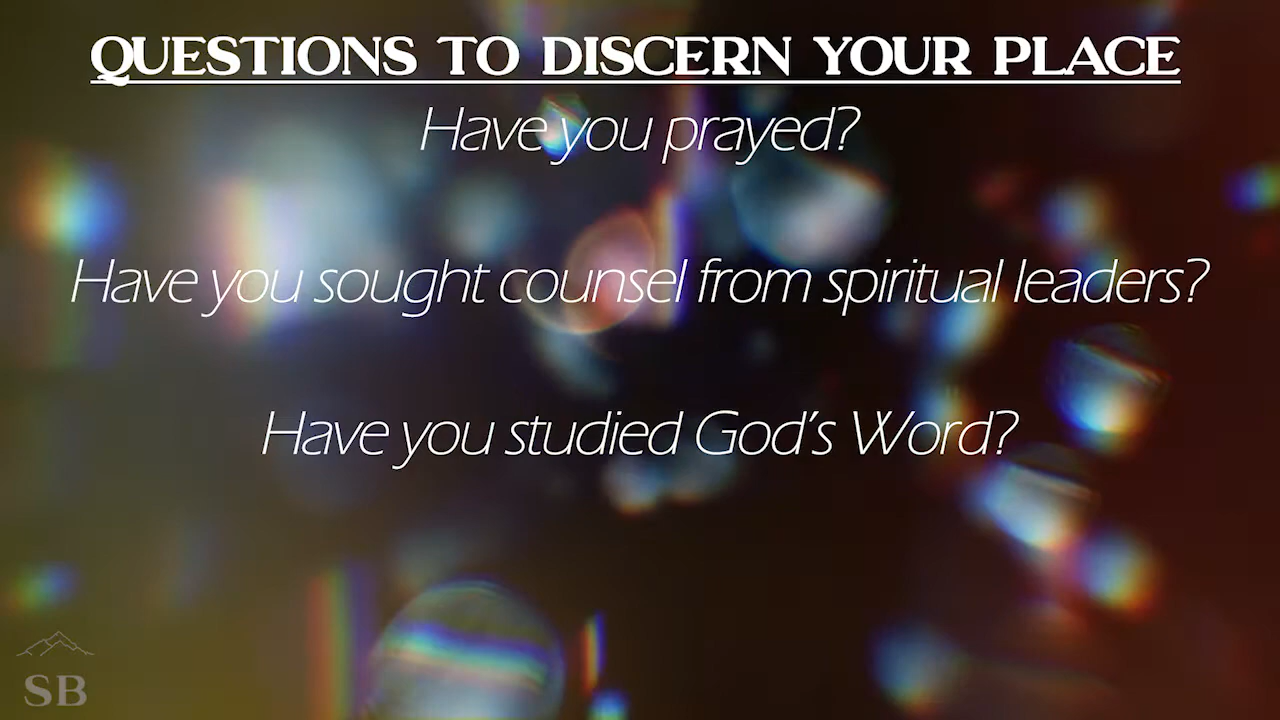 QUESTIONS TO DISCERN YOUR PLACE
Have you prayed?
Have you sought counsel from spiritual leaders?
Have you studied God's Word?
SB